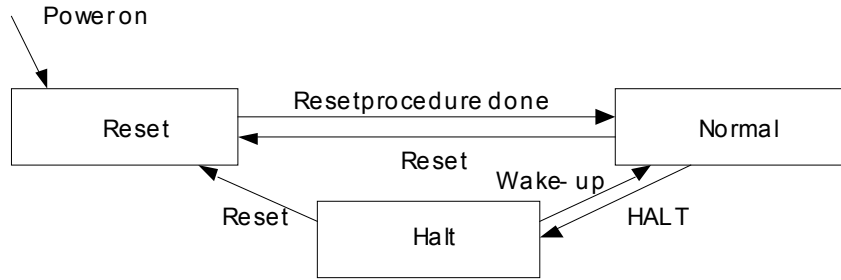 Power on
Resetprocedure done
Reset
Normal
Reset
Wake- up
Reset
HALT
Halt